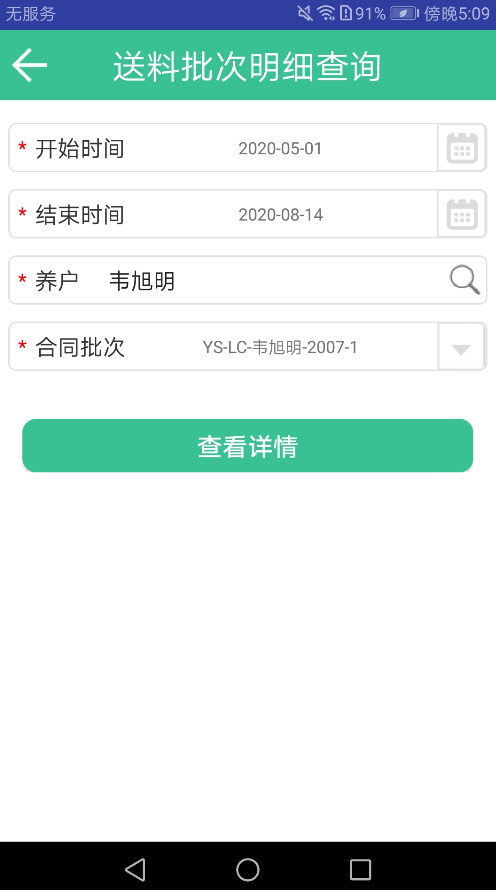 无服务 91% 傍晚5:09
送料批次明细查询
* 开始时间 2020-05-01
* 结束时间 2020-08-14
* 养户 韦旭明
* 合同批次 YS-LC-韦旭明-2007-1
查看详情